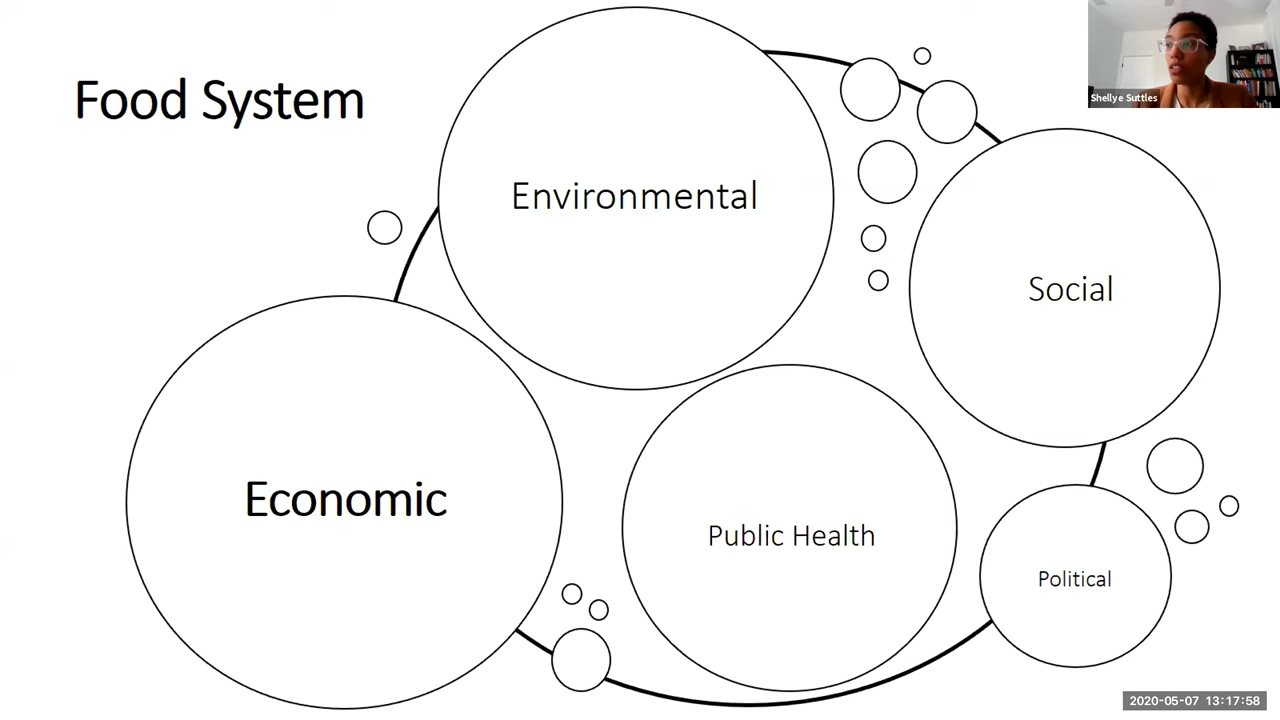 Food System
Shellye Suttles
Environmental
Social
Economic
Public Health
Political
2020-05-07 13:17:58